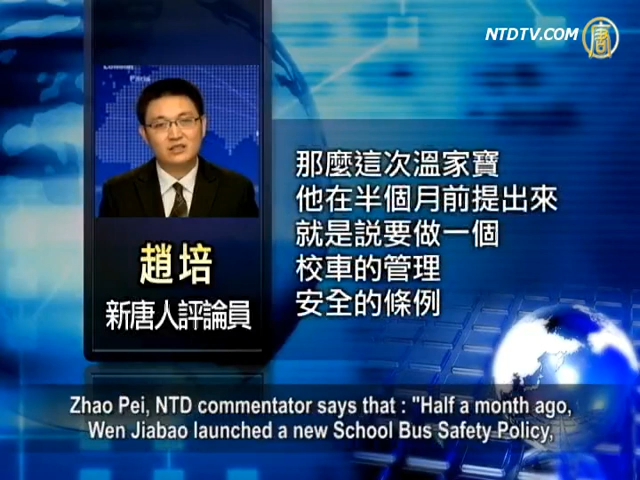 NTDTV.COM
唐
那麼這次溫家寶
他在半個月前提出來
就是説要做一個
校車的管理
安全的條例
趙培
新唐人評論員
Zhao Pei, NTD commentator says that : "Half a month ago,
Wen Jiabao launched a new School Bus Safety Policy,